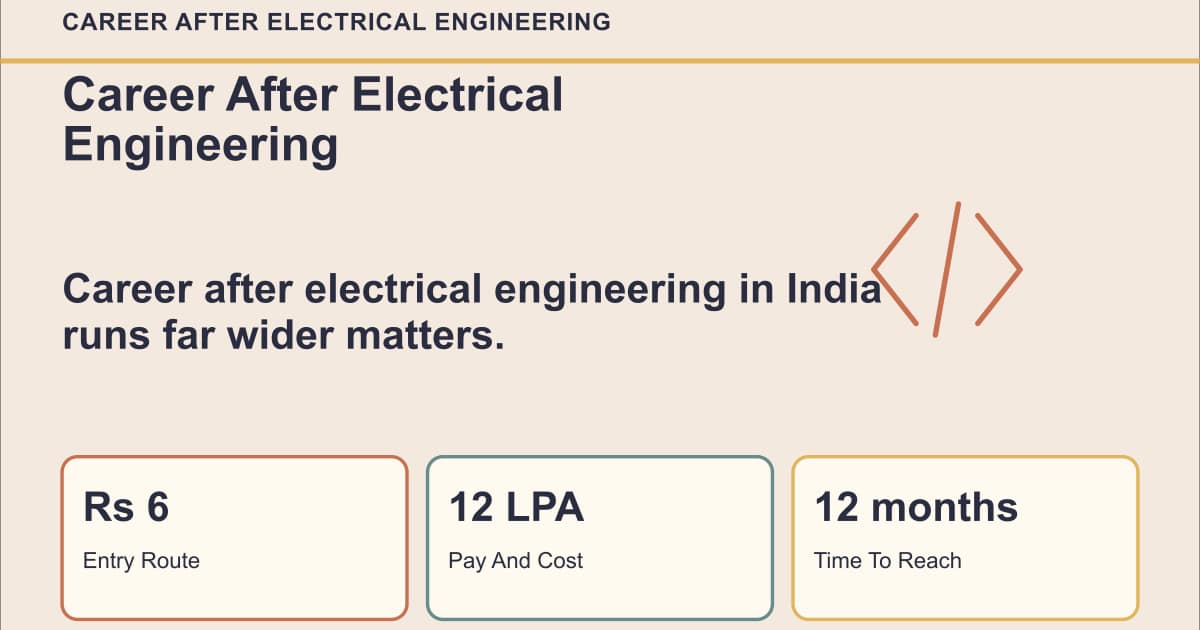 CAREER AFTER ELECTRICAL ENGINEERING
Career After Electrical
Engineering
Career after electrical engineering in India
runs far wider matters.
Rs 6
Entry Route
12 LPA
Pay And Cost
12 months
Time To Reach